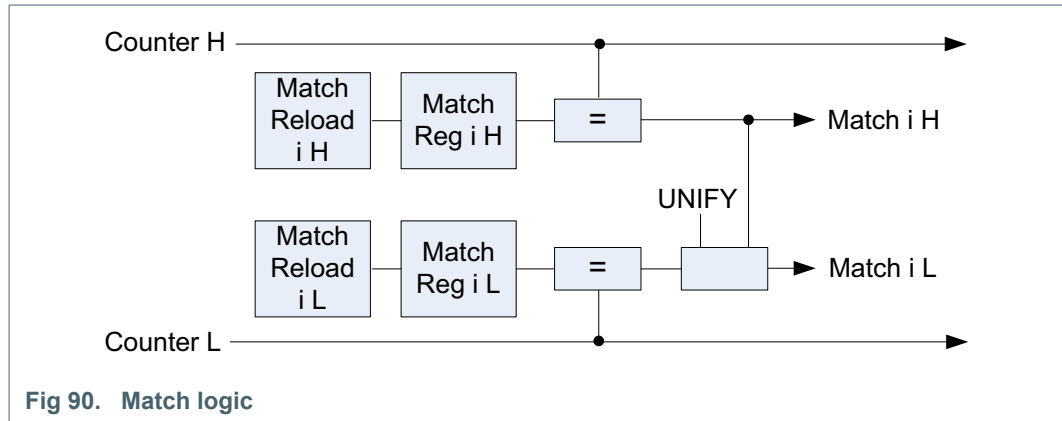 Counter H
Match
Reload
i H
Match
Reg i H
=
Match i H
UNIFY
Match
Reload
i L
Match
Reg i L
=
Match i L
Counter L
Fig 90. Match logic